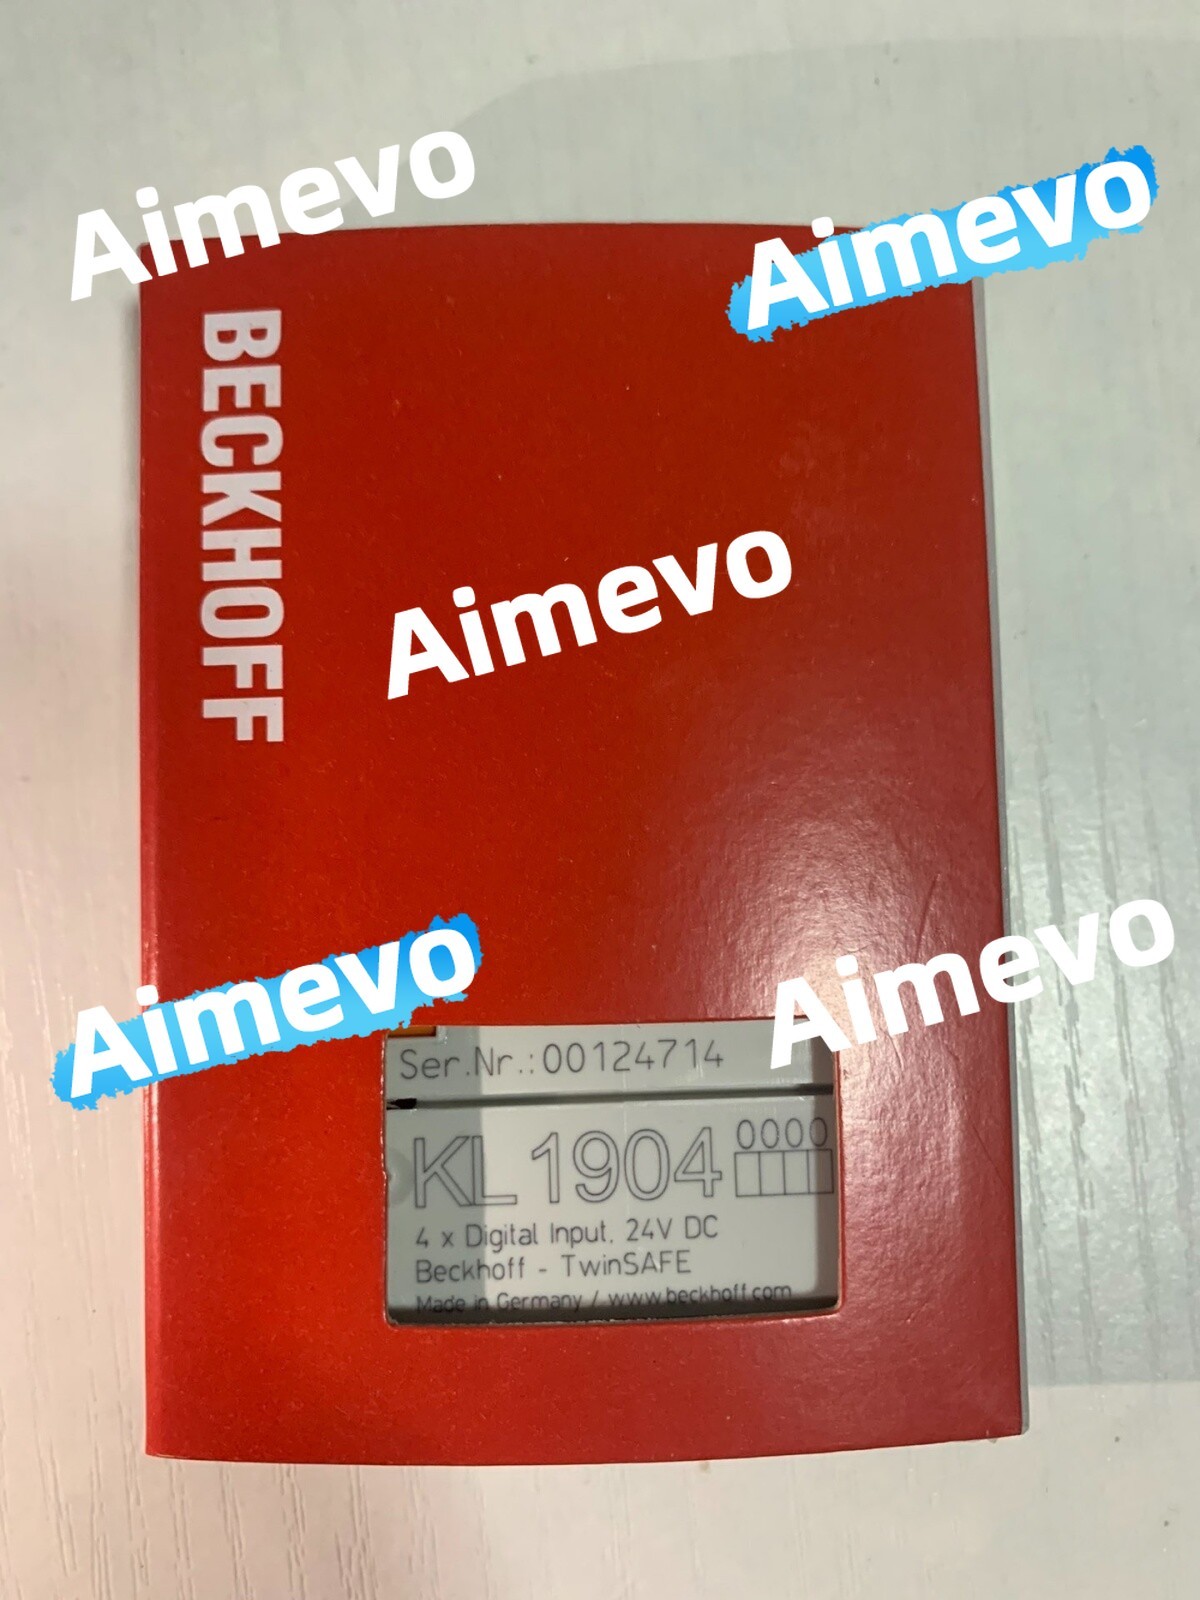 Aimevo
Aimevo
BECKHOFF
Aimevo
Aimevo
Aimevo
Ser.Nr.:00124714
KL 1904 0000
4 x Digital Input, 24V DC
Beckhoff - TwinSAFE
Made in Germany / www.beckhoff.com